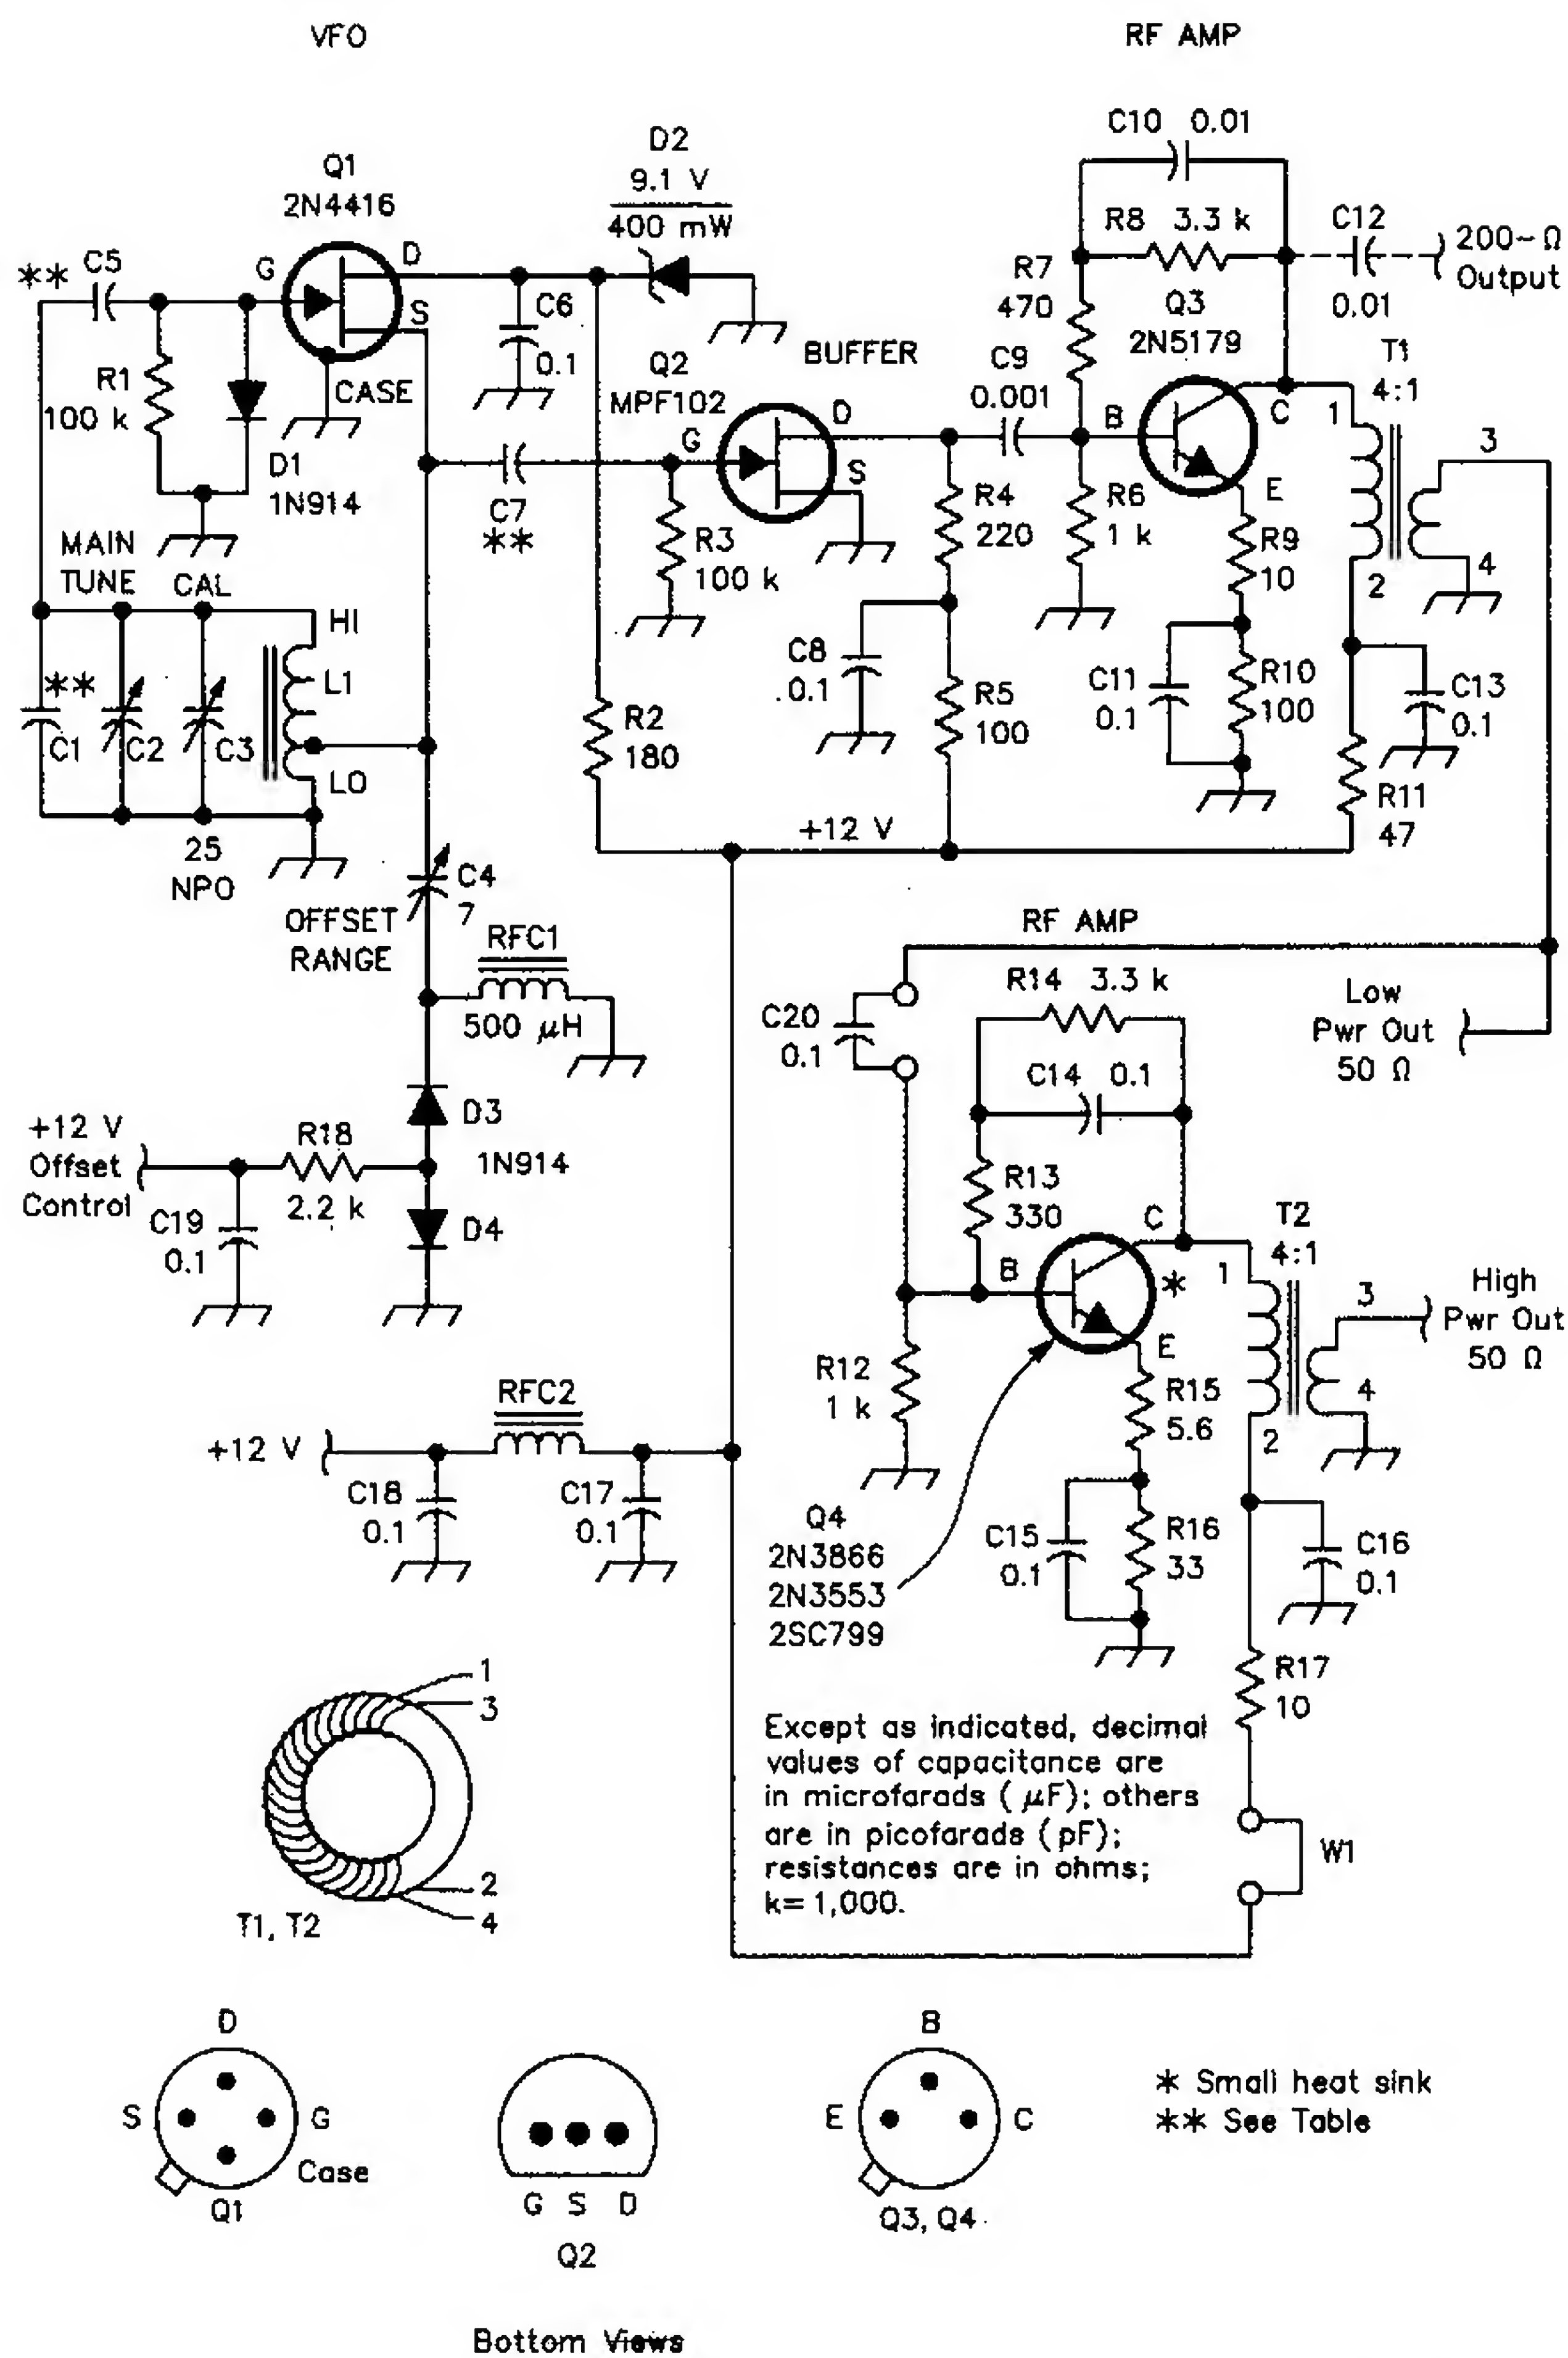 VFO
RF AMP
C10 0.01
D2
9.1 V
400 mW
Q1
2N4416
R8 3.3 k
C12
0.01
200-Ω
Output
** C5
G
D
S
C6
0.1
R7
470
Q3
2N5179
T1
4:1
R1
100 k
CASE
D1
1N914
Q2
MPF102
BUFFER
C9
0.001
G
D
S
B
C
E
1
2
3
4
C7
**
R3
100 k
R4
220
R6
1 k
R9
10
MAIN
TUNE
CAL
HI
L1
LO
**
C1
C2
C3
25
NPO
R2
180
C8
.0.1
R5
100
C11
0.1
R10
100
C13
0.1
R11
47
+12 V
C4
7
OFFSET
RANGE
RFC1
500 μH
RF AMP
R14 3.3 k
C20
0.1
C14 0.1
Low
Pwr Out
50 Ω
+12 V
Offset
Control
R18
2.2 k
D3
1N914
D4
C19
0.1
R13
330
B
C
*
E
T2
4:1
1
2
3
4
High
Pwr Out
50 Ω
R12
1 k
R15
5.6
RFC2
+12 V
C18
0.1
C17
0.1
Q4
2N3866
2N3553
2SC799
C15
0.1
R16
33
C16
0.1
R17
10
W1
1
3
2
4
T1, T2
Except as indicated, decimal
values of capacitance are
in microfarads ( μF); others
are in picofarads (pF);
resistances are in ohms;
k= 1,000.
D
S
G
Case
Q1
G S D
Q2
B
E
C
Q3, Q4
* Small heat sink
** See Table
Bottom Views